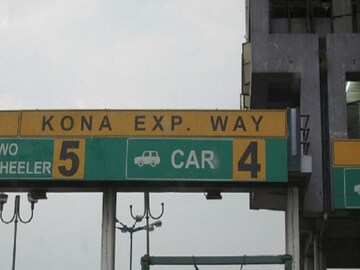 KONA EXP. WAY
WO
HEELER 5
CAR 4